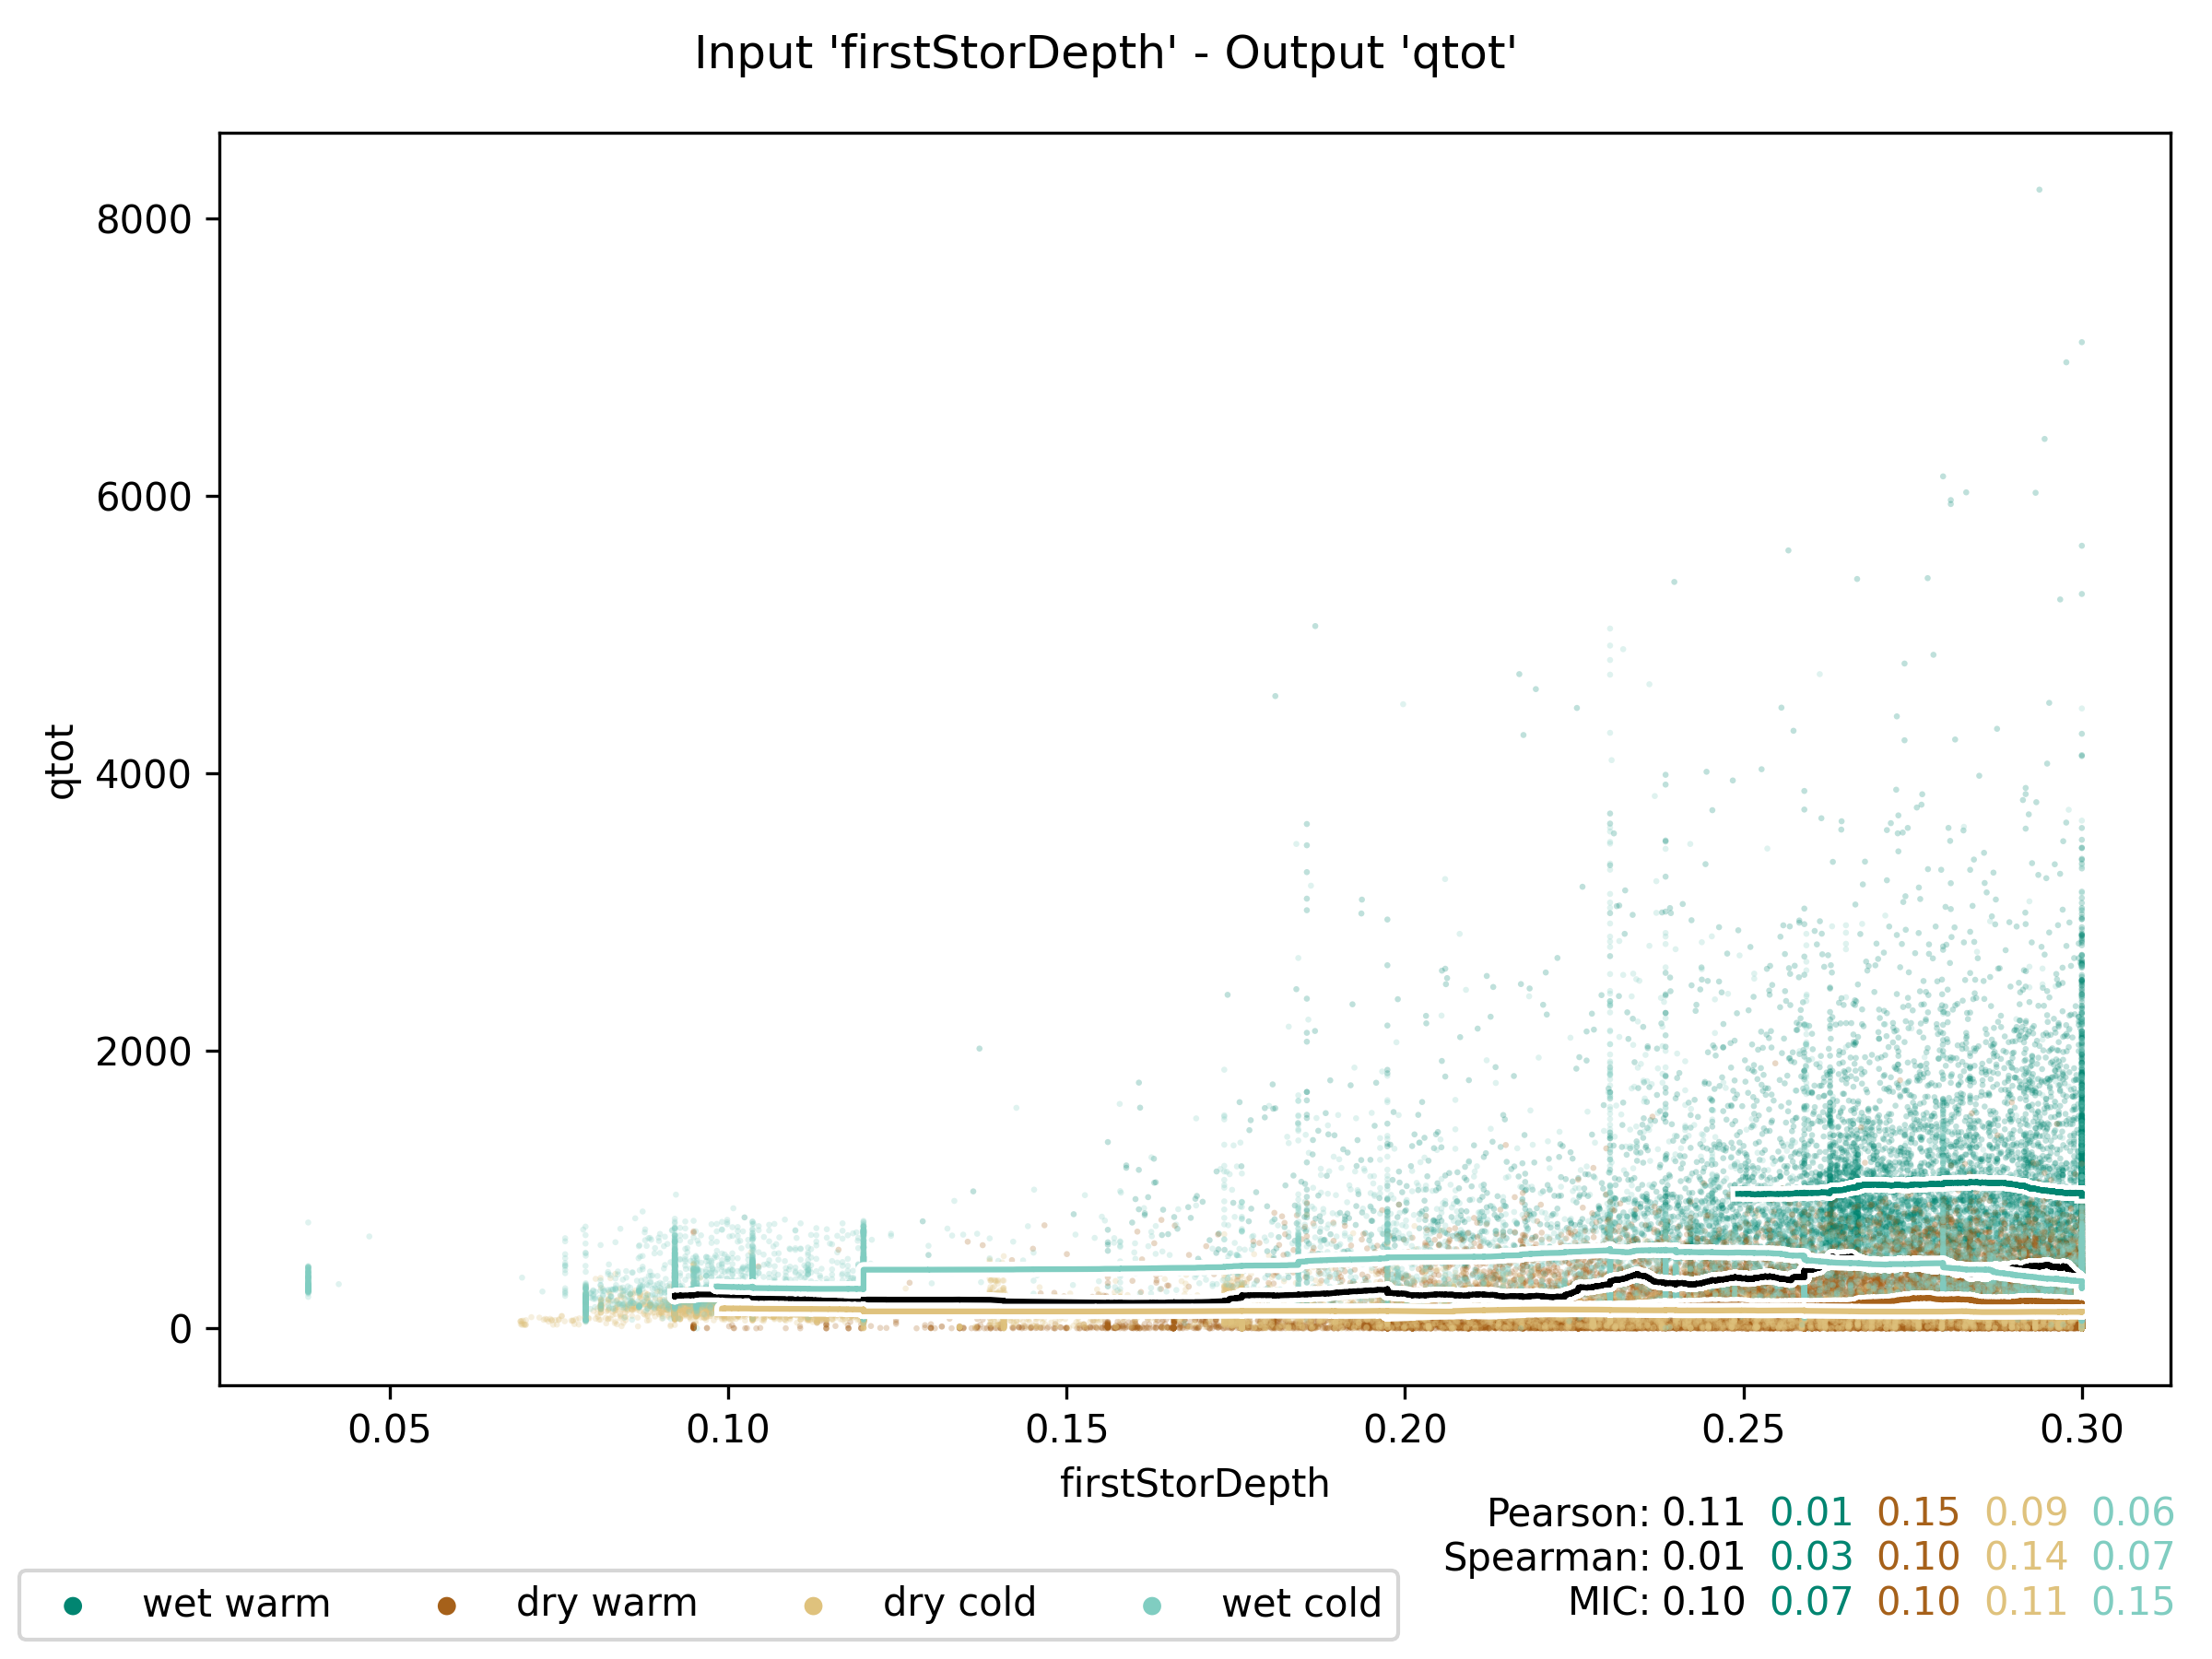 Input 'firstStorDepth' - Output 'qtot'
8000
6000
4000
2000
0
qtot
0.05 0.10 0.15 0.20 0.25 0.30
firstStorDepth
Pearson: 0.11 0.01 0.15 0.09 0.06
Spearman: 0.01 0.03 0.10 0.14 0.07
MIC: 0.10 0.07 0.10 0.11 0.15
wet warm dry warm dry cold wet cold